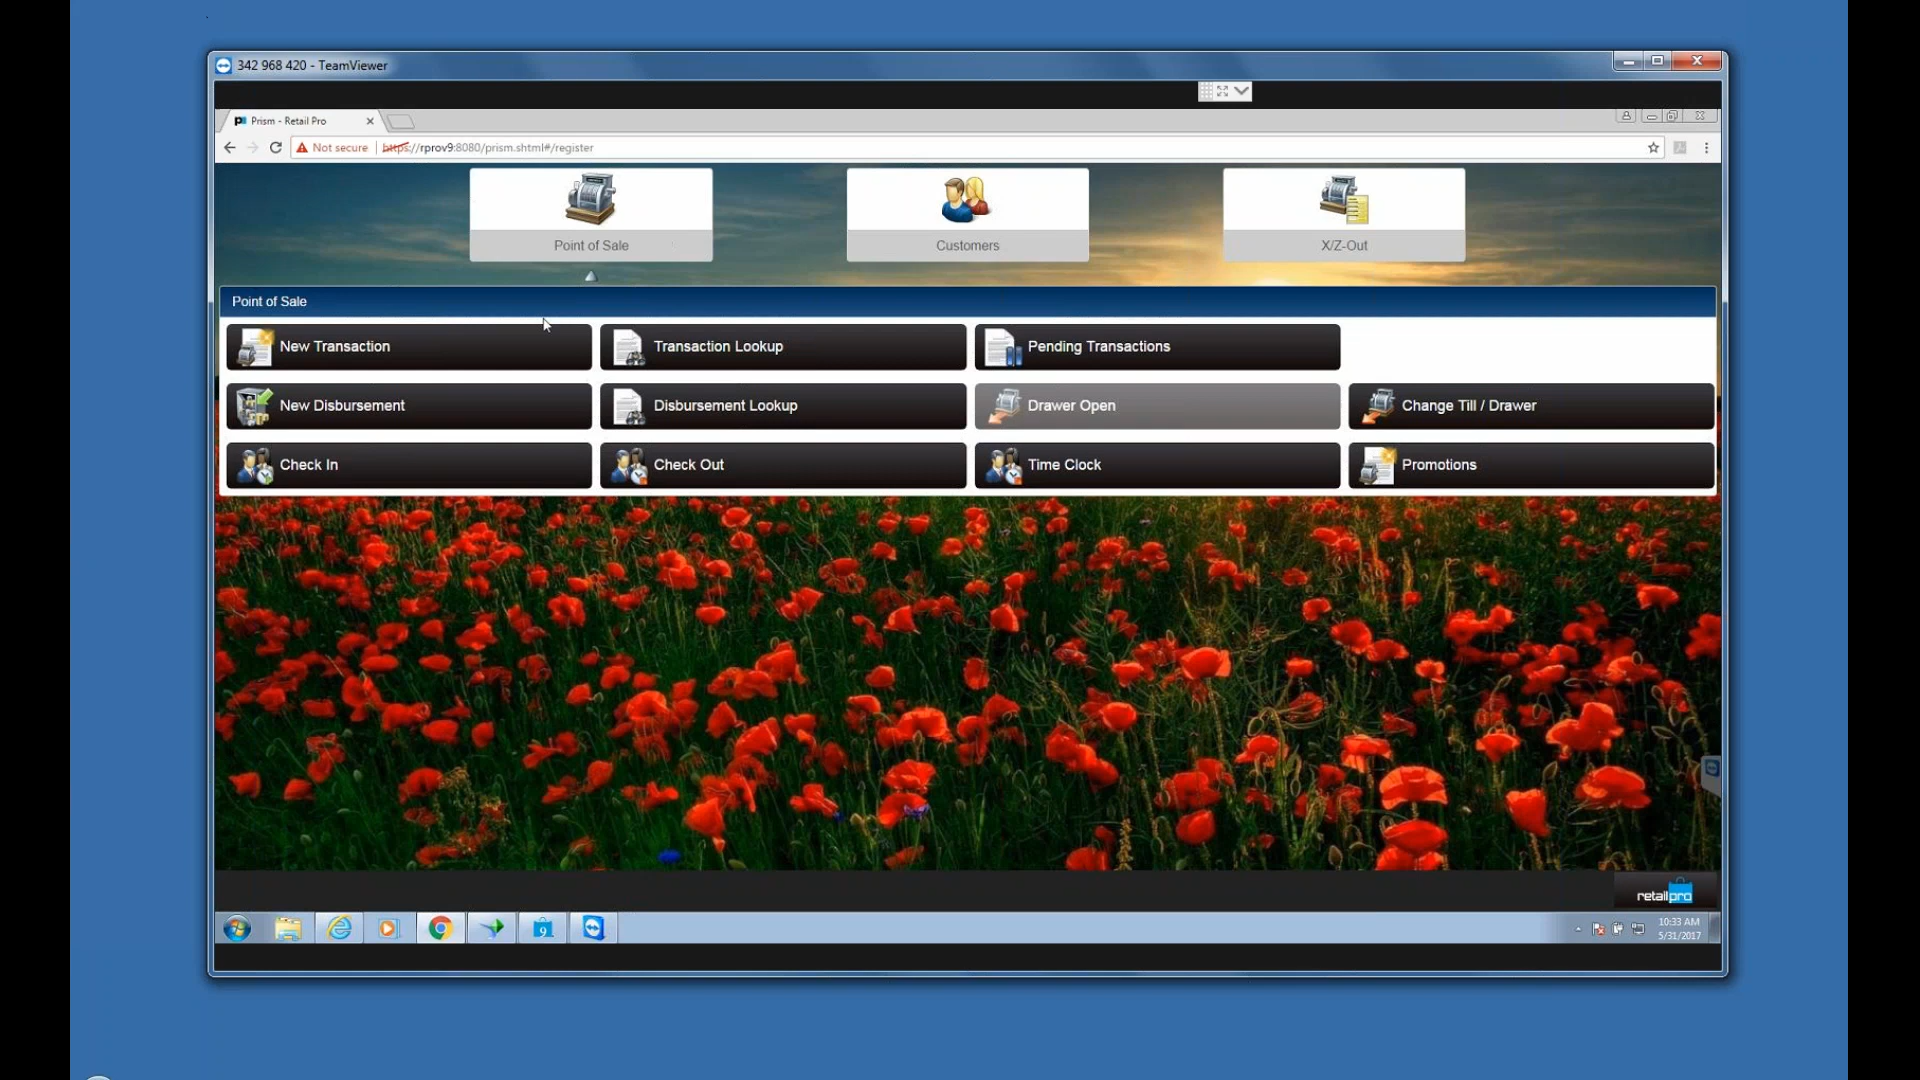 342 968 420 - TeamViewer
Prism - Retail Pro
Not secure
https://rprov9:8080/prism.shtml#/register
Point of Sale
Customers
X/Z-Out
Point of Sale
New Transaction
Transaction Lookup
Pending Transactions
New Disbursement
Disbursement Lookup
Drawer Open
Change Till / Drawer
Check In
Check Out
Time Clock
Promotions
retailpro
9
10:33 AM
5/31/2017